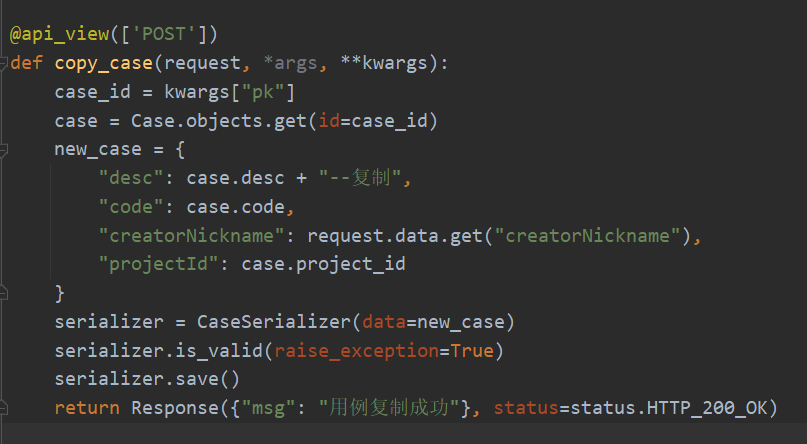 @api_view(['POST'])
def copy_case(request, *args, **kwargs):
    case_id = kwargs["pk"]
    case = Case.objects.get(id=case_id)
    new_case = {
        "desc": case.desc + "--复制",
        "code": case.code,
        "creatorNickname": request.data.get("creatorNickname"),
        "projectId": case.project_id
    }
    serializer = CaseSerializer(data=new_case)
    serializer.is_valid(raise_exception=True)
    serializer.save()
    return Response({"msg": "用例复制成功"}, status=status.HTTP_200_OK)